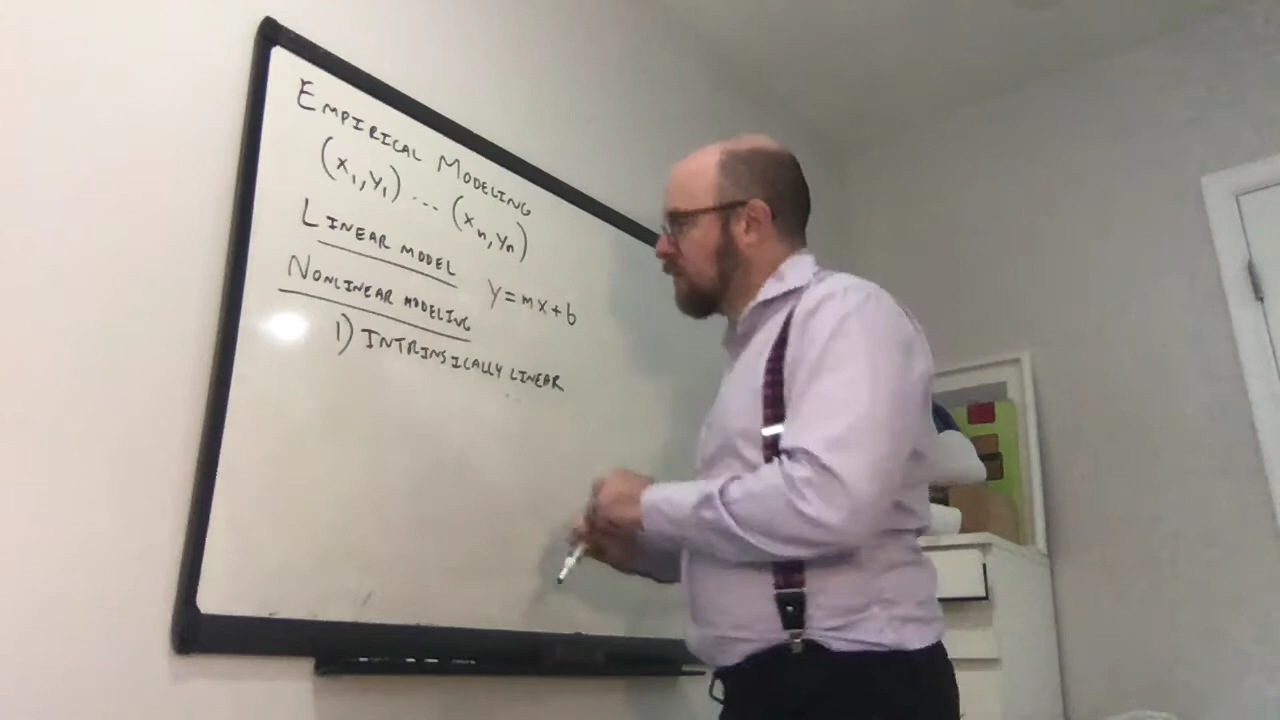 EMPIRICAL MODELING
(x₁,y₁) ... (xₙ,yₙ)
LINEAR MODEL
y=mx+b
NONLINEAR MODELING
1) INTRINSICALLY LINEAR